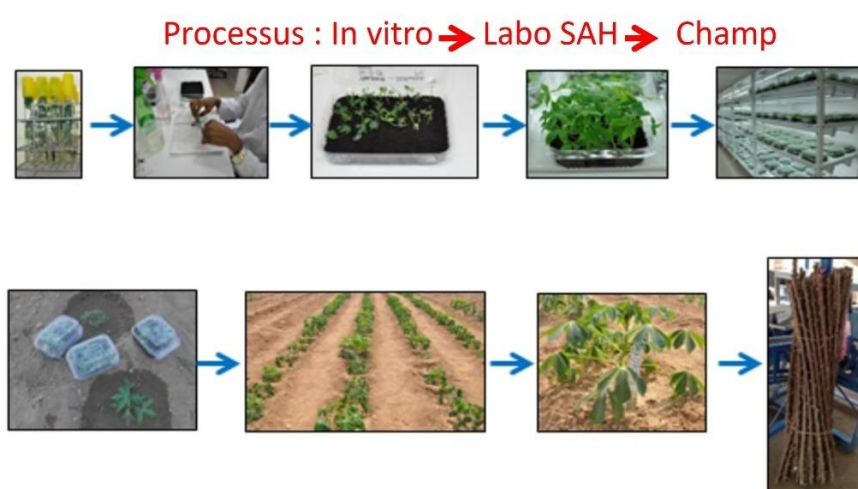 Processus : In vitro → Labo SAH → Champ